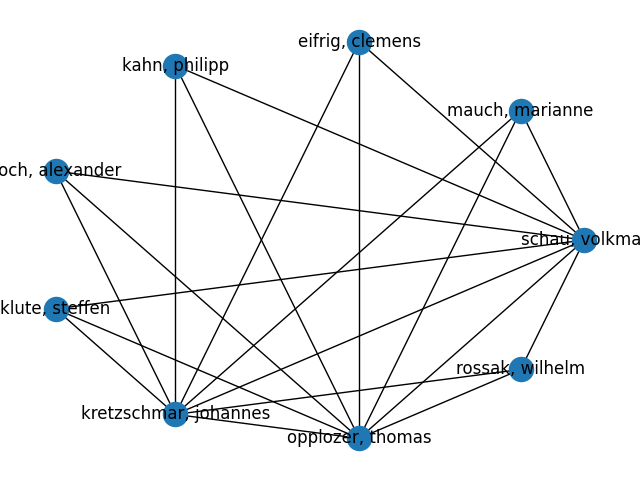 eifrig, clemens
kahn, philipp
mauch, marianne
och, alexander
schau, volkma
klute, steffen
rossak, wilhelm
kretzschmar, johannes
opplozer, thomas